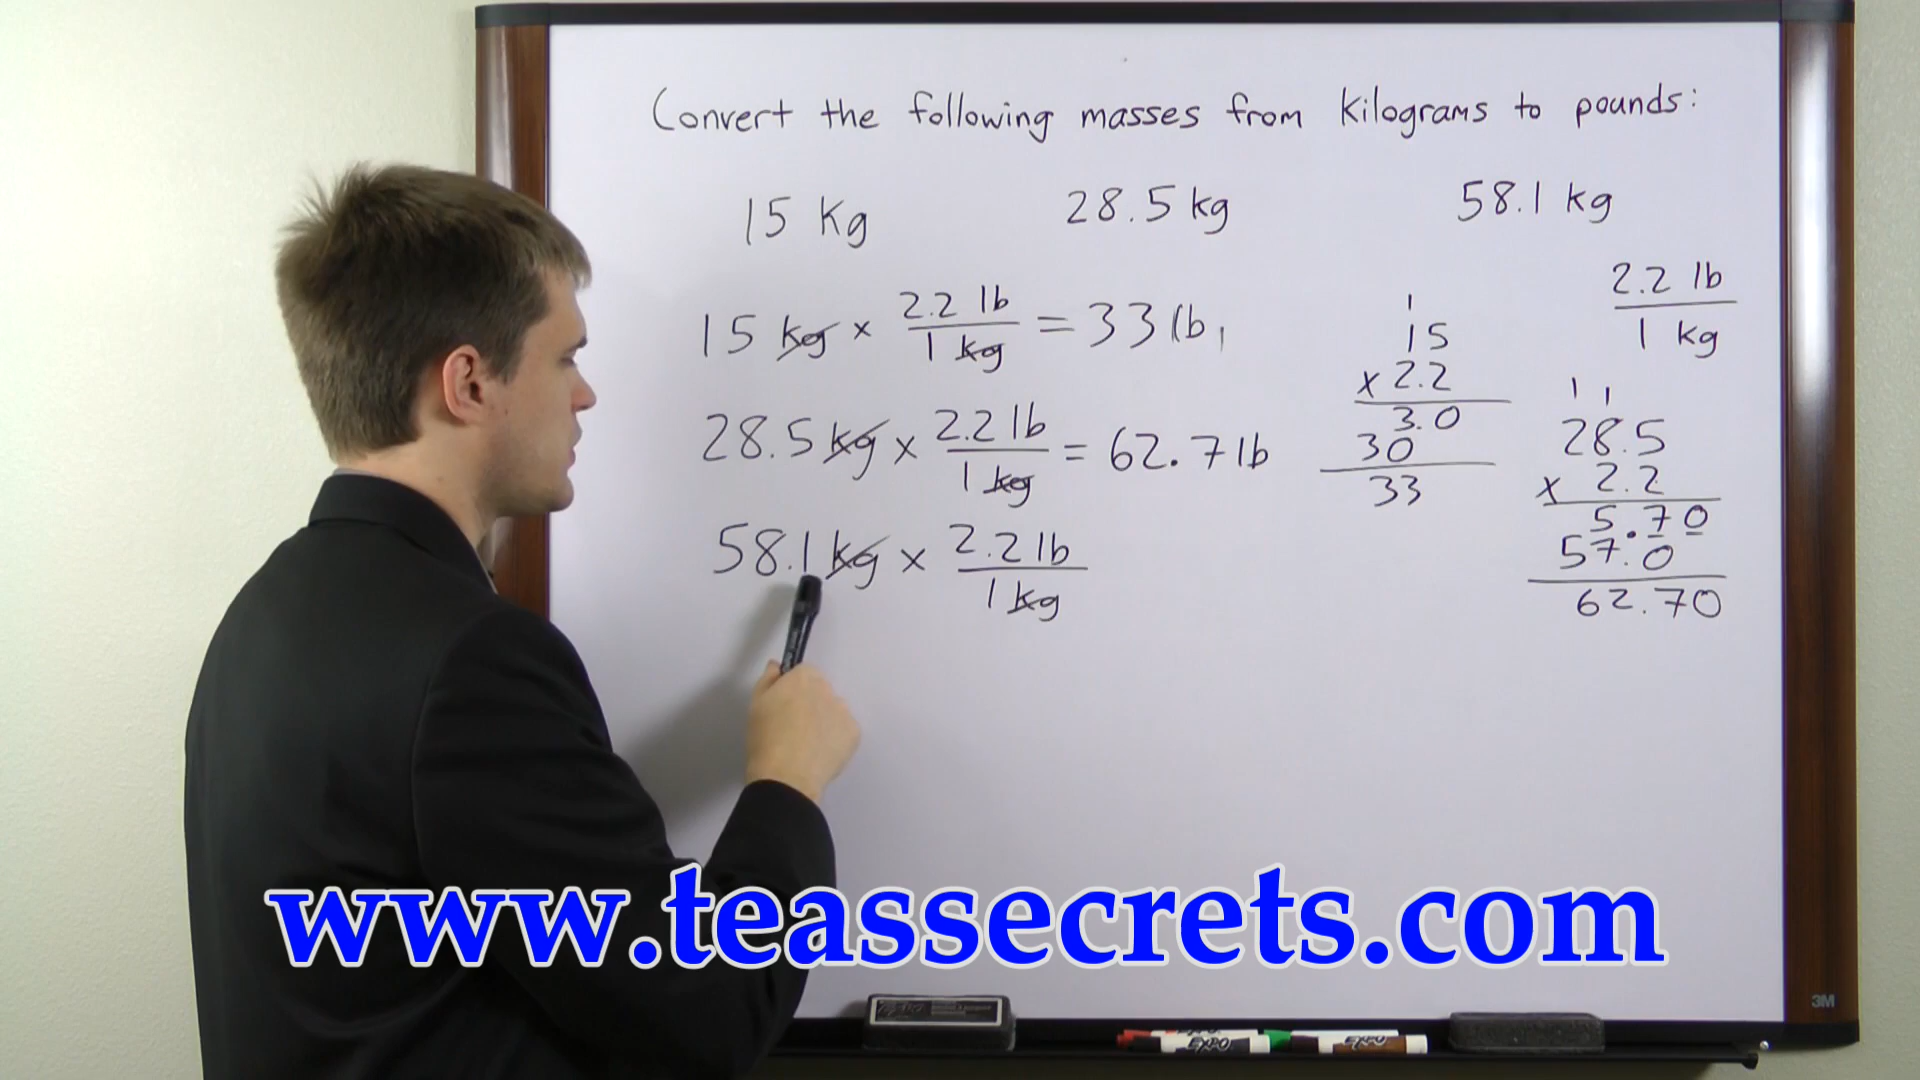 Convert the following masses from kilograms to pounds:
15 kg
28.5 kg
58.1 kg
2.2 lb
1 kg
15 kg × 2.2 lb / 1 kg = 33 lb
28.5 kg × 2.2 lb / 1 kg = 62.7 lb
58.1 kg × 2.2 lb / 1 kg
1
15
× 2.2
3.0
30
33
1 1
28.5
× 2.2
5.70
57.0
62.70
www.teassecrets.com
3M
EXPO
EXPO